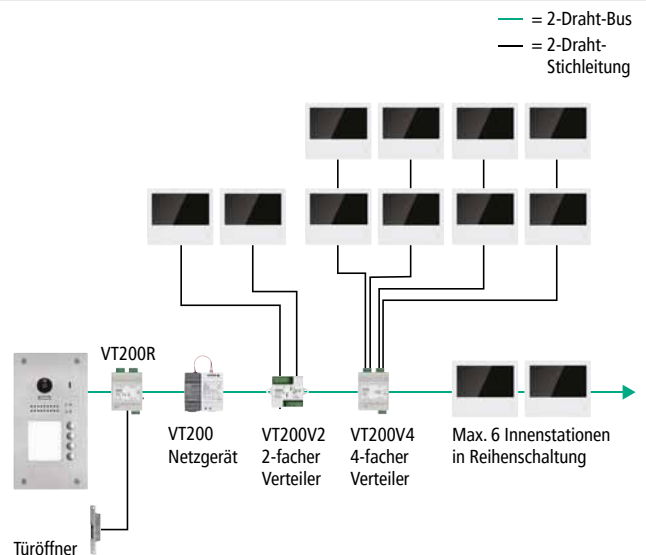 = 2-Draht-Bus
= 2-Draht-
Stichleitung
VT200R
VT200
Netzgerät
VT200V2
2-facher
Verteiler
VT200V4
4-facher
Verteiler
Max. 6 Innenstationen
in Reihenschaltung
Türöffner